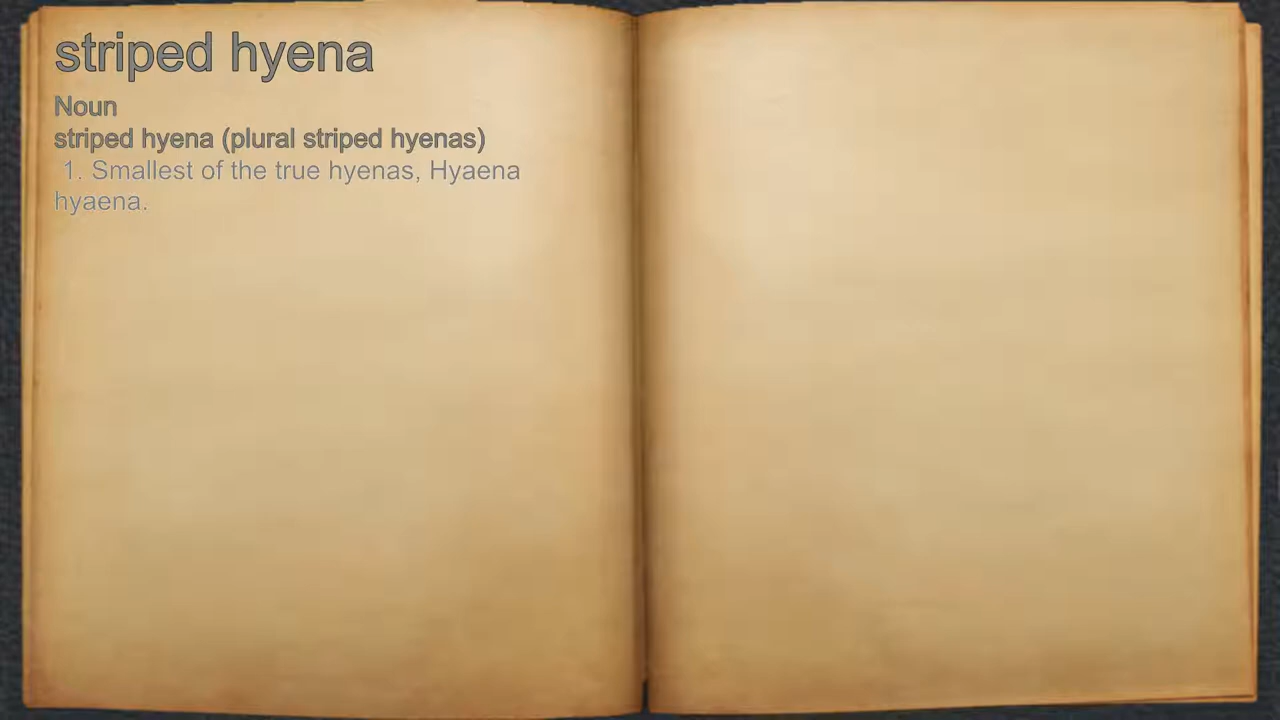 striped hyena
Noun
striped hyena (plural striped hyenas)
1. Smallest of the true hyenas, Hyaena
hyaena.